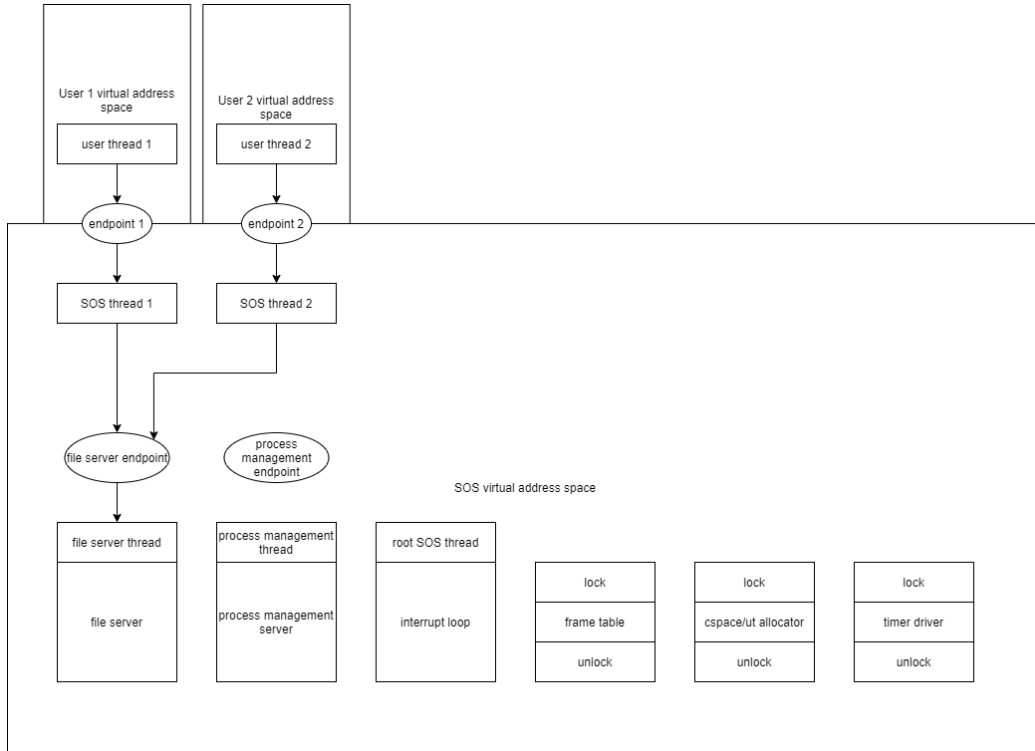 User 1 virtual address
space
User 2 virtual address
space
user thread 1
user thread 2
endpoint 1
endpoint 2
SOS thread 1
SOS thread 2
file server endpoint
process
management
endpoint
SOS virtual address space
file server thread
process management
thread
root SOS thread
file server
process management
server
interrupt loop
lock
frame table
unlock
lock
cspace/ut allocator
unlock
lock
timer driver
unlock